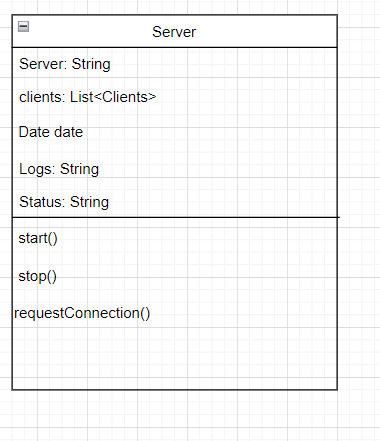 Server
Server: String
clients: List<Clients>
Date date
Logs: String
Status: String
start()
stop()
requestConnection()